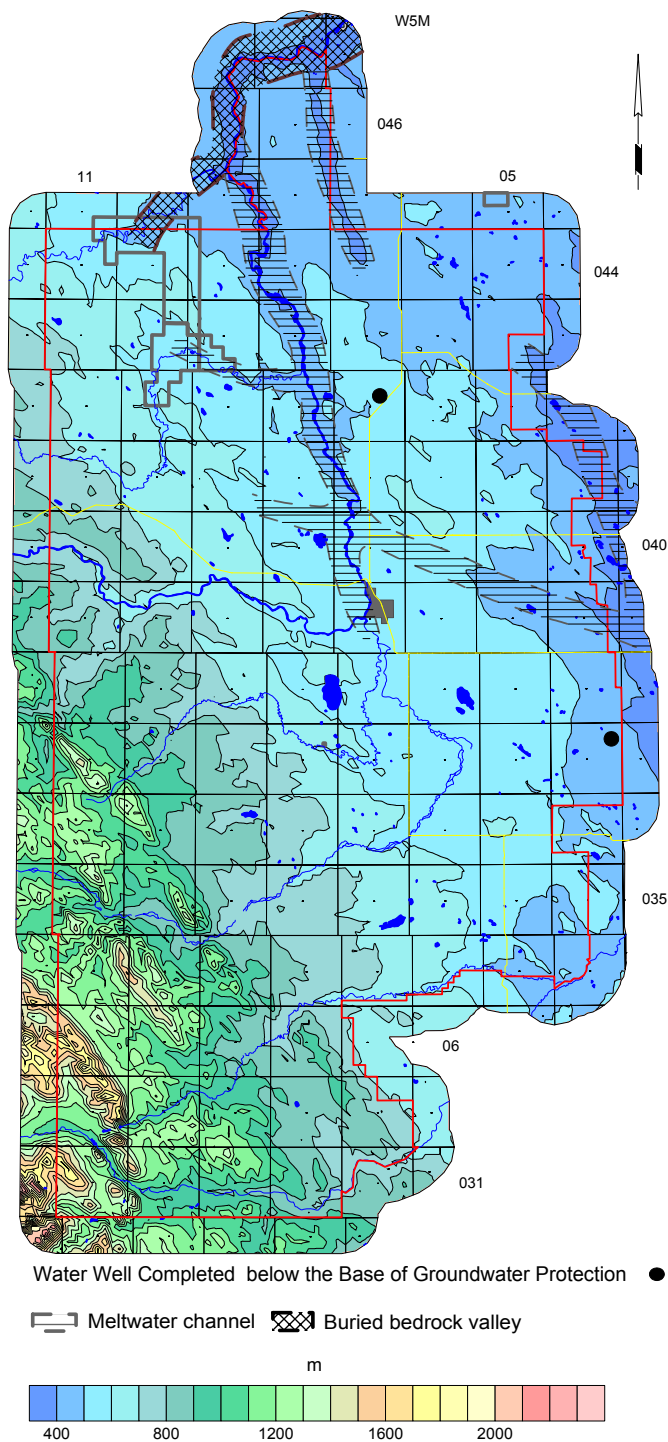 W5M
046
11
05
044
040
035
06
031
Water Well Completed below the Base of Groundwater Protection
Meltwater channel Buried bedrock valley
m
400 800 1200 1600 2000